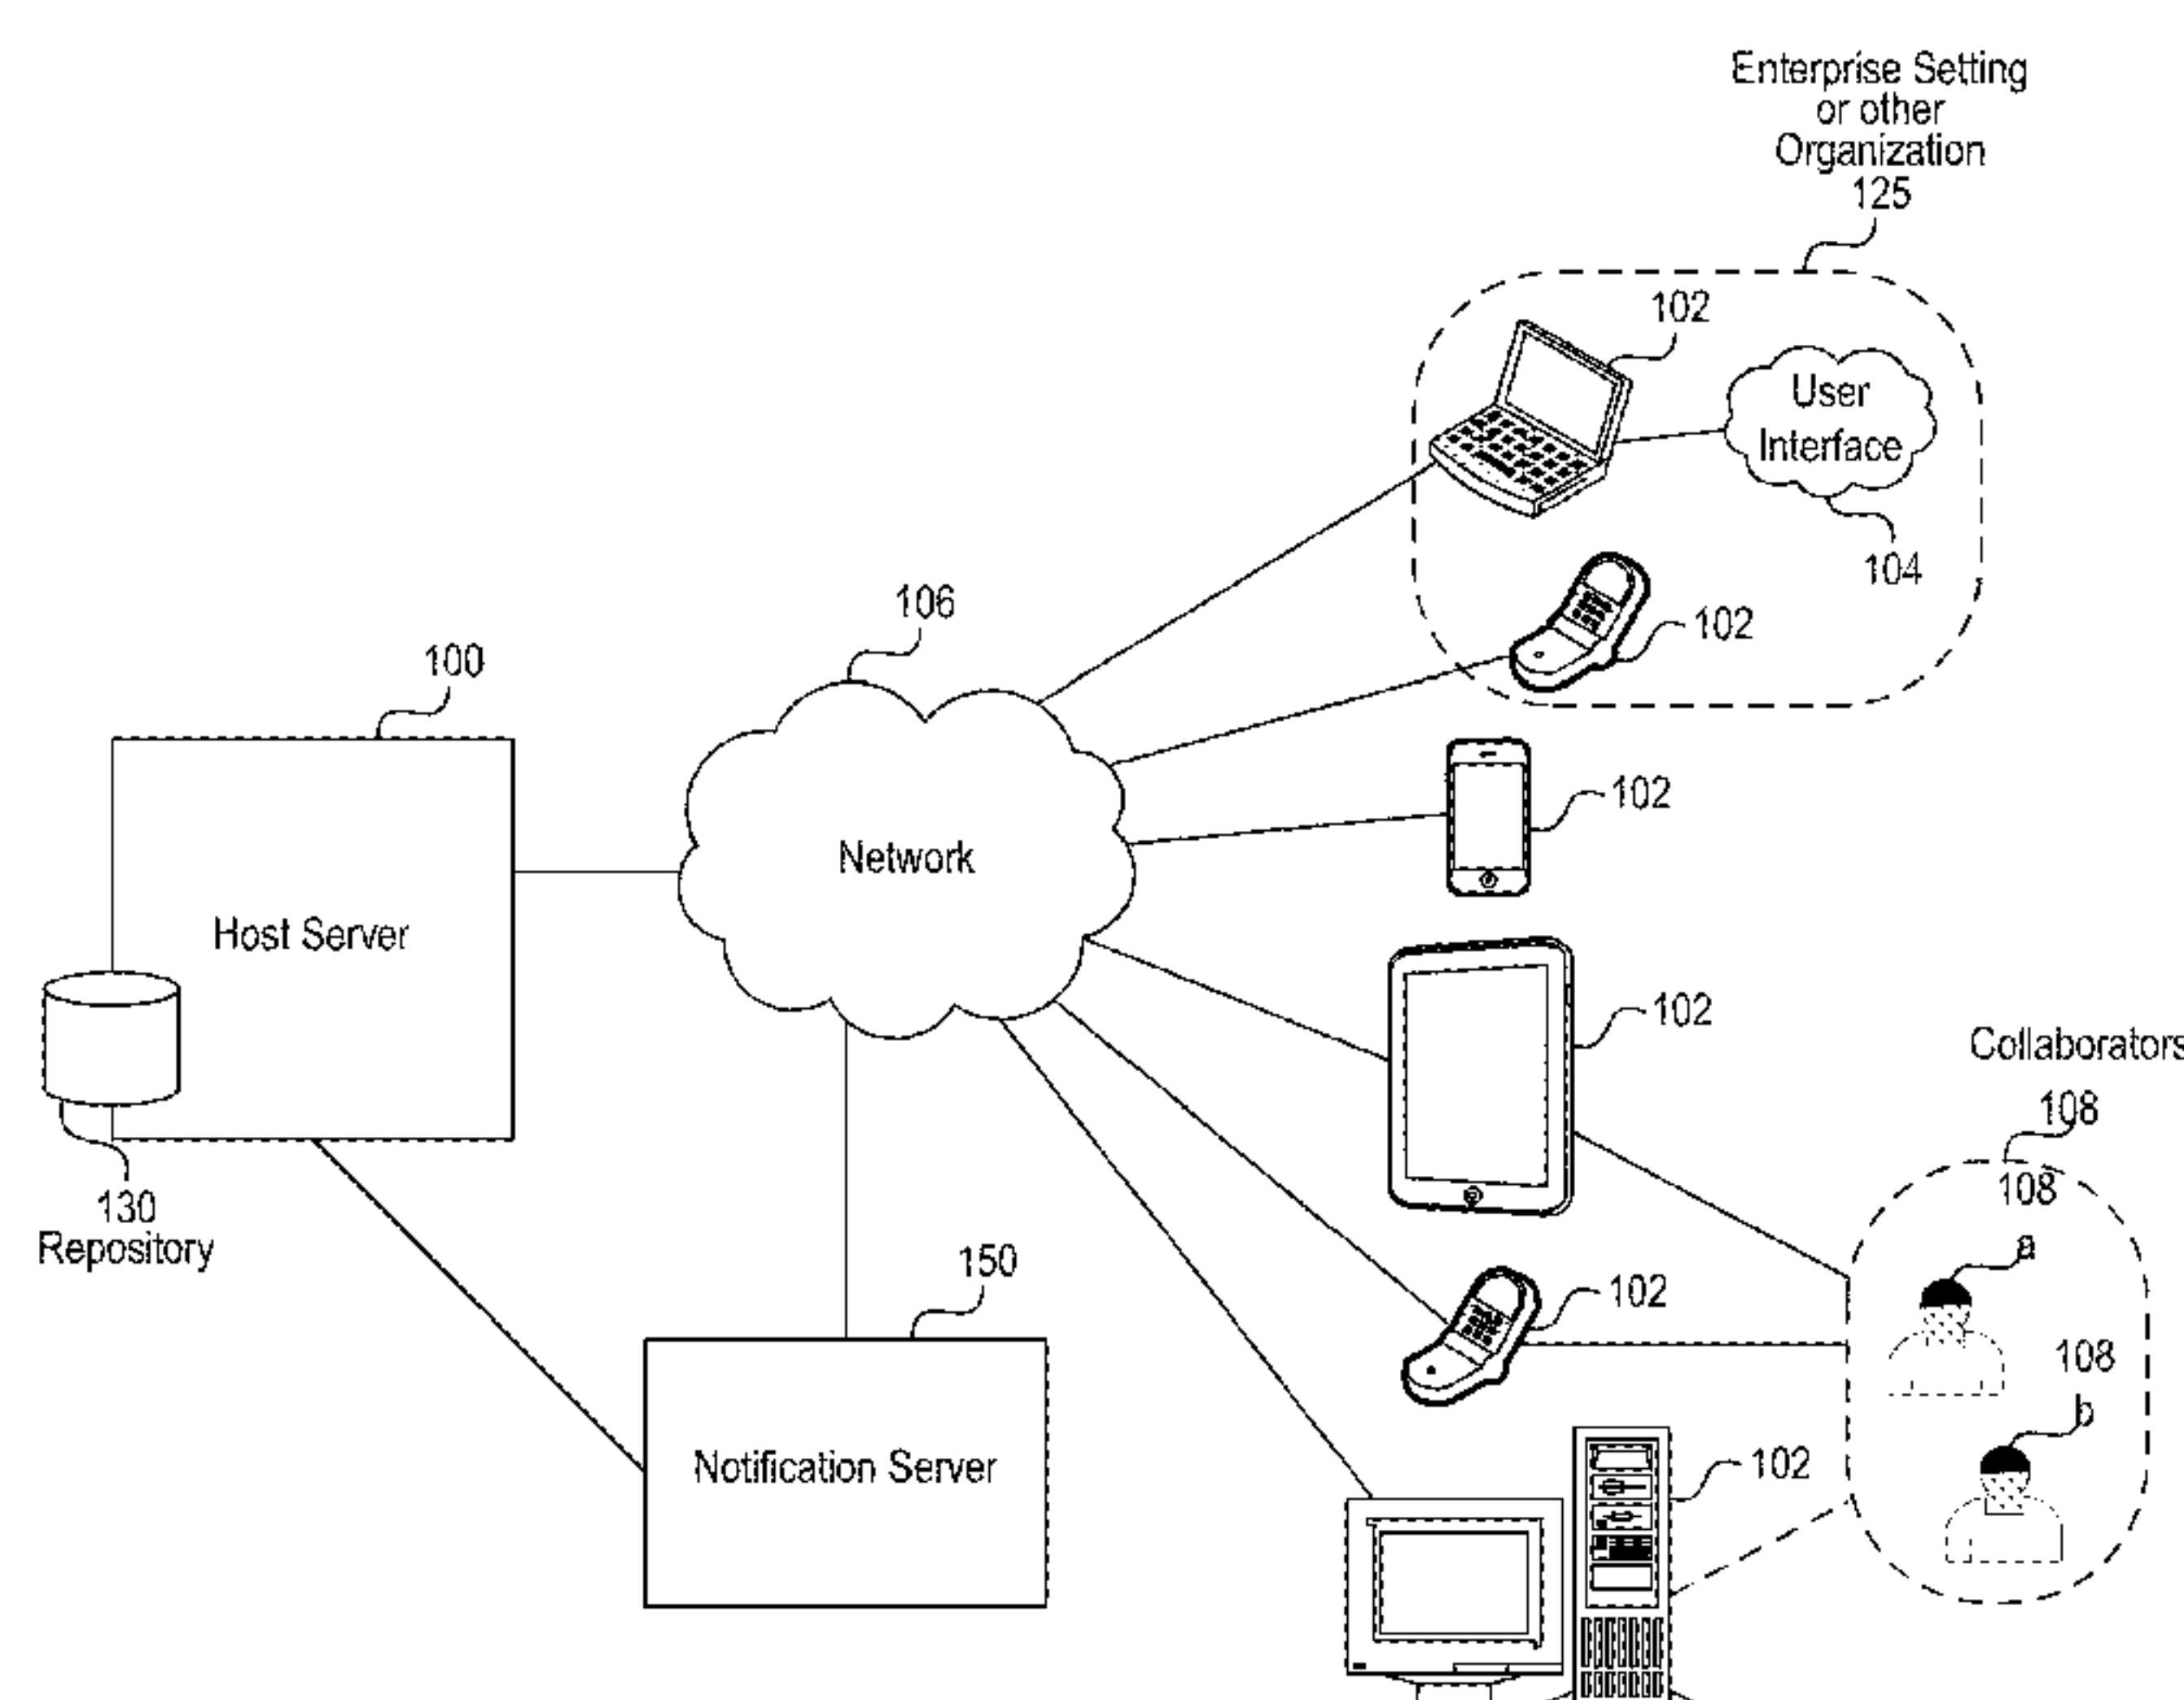 Enterprise Setting
or other
Organization
125
102
User
Interface
104
102
106
100
102
Network
Host Server
102
Collaborators
108
108
a
130
Repository
150
102
108
b
Notification Server
102